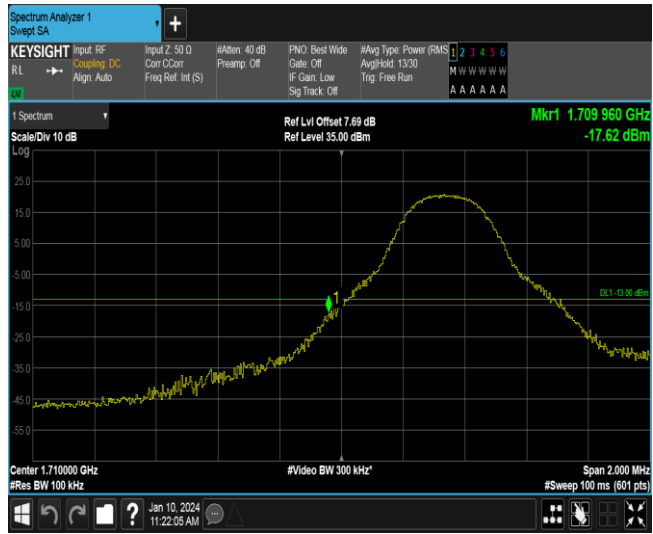 Spectrum Analyzer 1
Swept SA
+
KEYSIGHT Input: RF Input Z: 50 Ω #Atten: 40 dB PNO: Best Wide #Avg Type: Power (RMS 1 2 3 4 5 6
RL Coupling: DC Corr CCorr Preamp: Off Gate: Off Avg|Hold: 13/30 M W W W W W
Align: Auto Freq Ref: Int (S) IF Gain: Low Trig: Free Run
Sig Track: Off A A A A A A
1 Spectrum Ref Lvl Offset 7.69 dB Mkr1 1.709 960 GHz
Scale/Div 10 dB Ref Level 35.00 dBm -17.62 dBm
Log
25.0
15.0
5.00
-5.00
1
DL1 -13.00 dBm
-15.0
-25.0
-35.0
-45.0
-55.0
Center 1.710000 GHz #Video BW 300 kHz* Span 2.000 MHz
#Res BW 100 kHz #Sweep 100 ms (601 pts)
? Jan 10, 2024
11:22:05 AM